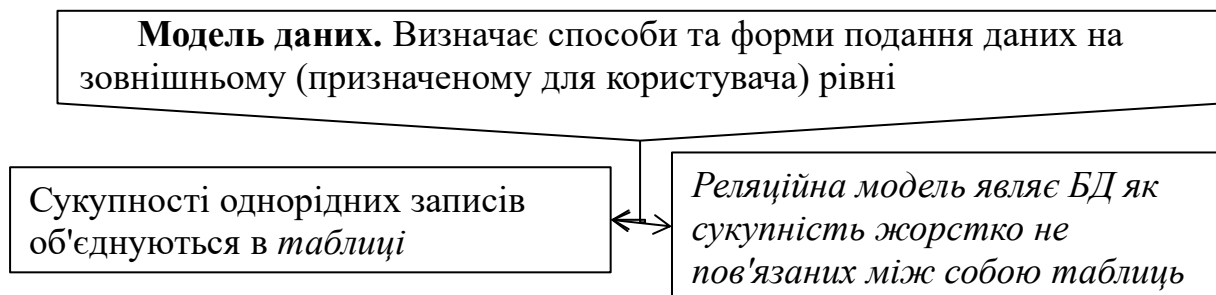 Модель даних. Визначає способи та форми подання даних на
зовнішньому (призначеному для користувача) рівні
Сукупності однорідних записів
об'єднуються в таблиці
Реляційна модель являє БД як
сукупність жорстко не
пов'язаних між собою таблиць